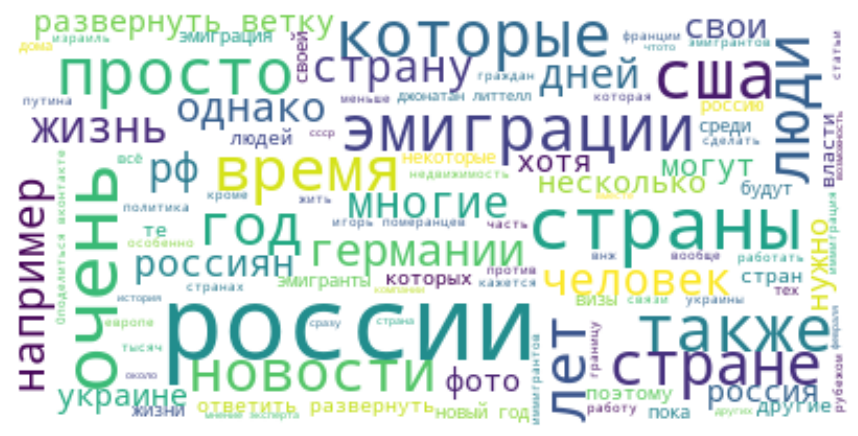 развернуть ветку
которые
свои
люди
статьи
дома
израиль
эмиграция
своей
франции
чтото
эмигрантов
просто
страну
граждан
дней
сша
путина
однако
меньше
джонатан литтелл
которая
россию
жизнь
людей
ссср
эмиграции
среди
сделать
власти
возможность
всё
рф
время
некоторые
недвижимость
хотя
несколько
могут
будут
поделиться вконтакте
очень
например
политика
кроме
жить
многие
игорь померанцев
часть
страны
те
год
особенно
россиян
германии
которых
против
кажется
внж
вообще
работать
человек
стран
тех
нужно
иммиграция
странах
эмигранты
компании
визы
связи
украины
история
европе
тысяч
около
россии
сразу
страна
новости
фото
иммигрантов
лет
границу
также
стране
февраля
рубежом
украине
жизни
ответить развернуть
мнение эксперта
новый год
поэтому
работу
пока
россия
других
другие